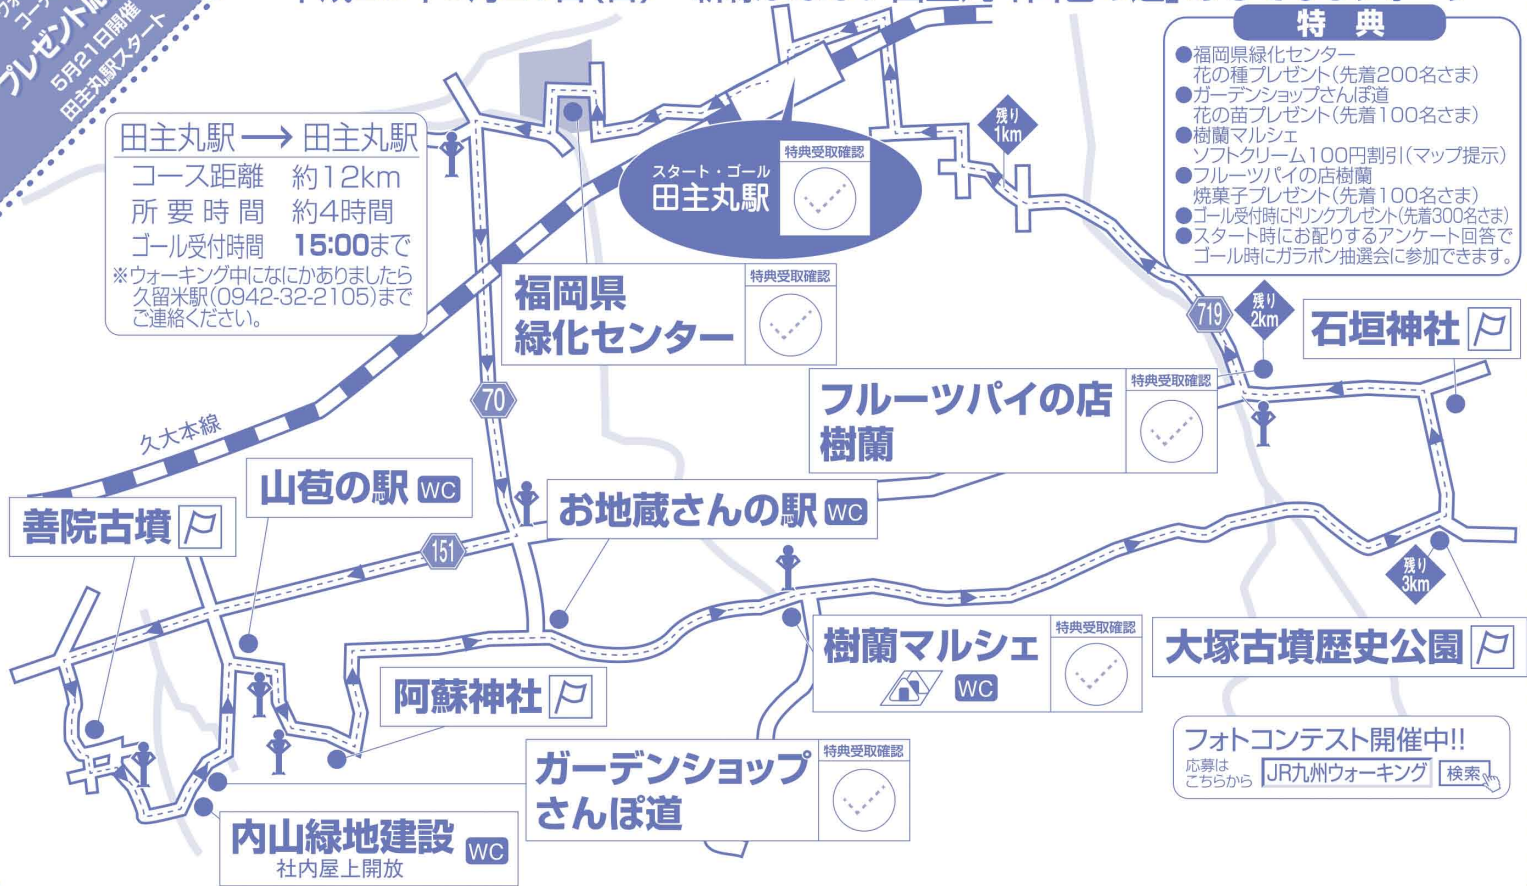 プレゼント
5月21日開催
田主丸駅スタート
特典
●福岡県緑化センター
花の種プレゼント(先着200名さま)
●ガーデンショップさんぽ道
花の苗プレゼント(先着100名さま)
●樹蘭マルシェ
ソフトクリーム100円割引(マップ提示)
●フルーツパイの店樹蘭
焼菓子プレゼント(先着100名さま)
●ゴール受付時にドリンクプレゼント(先着300名さま)
●スタート時にお配りするアンケート回答で
ゴール時にガラポン抽選会に参加できます。
田主丸駅→田主丸駅
コース距離 約12km
所要時間 約4時間
ゴール受付時間 15:00まで
※ウォーキング中になにかありましたら
久留米駅(0942-32-2105)まで
ご連絡ください。
スタート・ゴール
田主丸駅
特典受取確認
残り
1km
福岡県
緑化センター
特典受取確認
719
残り
2km
石垣神社
フルーツパイの店
樹蘭
特典受取確認
70
久大本線
山苞の駅 WC
お地蔵さんの駅 WC
善院古墳
151
残り
3km
樹蘭マルシェ
WC
特典受取確認
大塚古墳歴史公園
阿蘇神社
ガーデンショップ
さんぽ道
特典受取確認
内山緑地建設 WC
社内屋上開放
フォトコンテスト開催中!!
応募は
こちらから
JR九州ウォーキング 検索